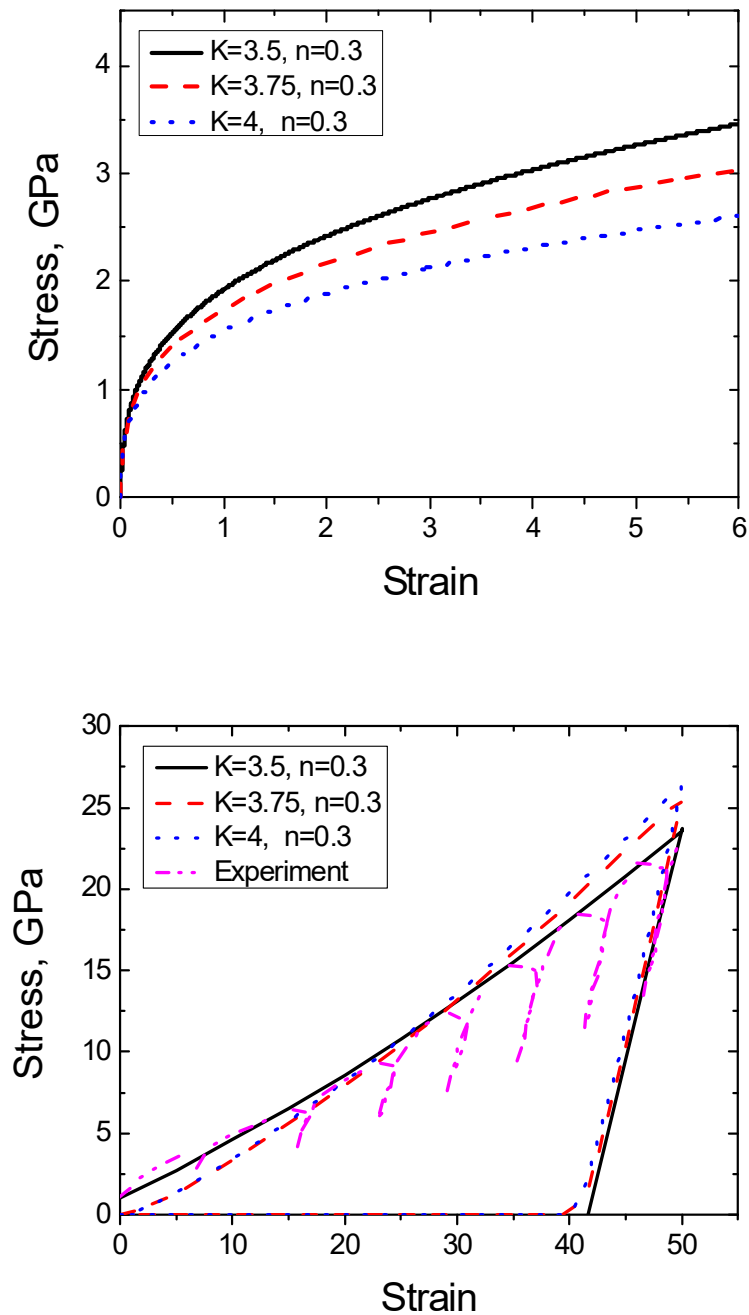 4
3
2
1
0
Stress, GPa
K=3.5, n=0.3
K=3.75, n=0.3
K=4, n=0.3
0 1 2 3 4 5 6
Strain
30
25
20
15
10
5
0
Stress, GPa
K=3.5, n=0.3
K=3.75, n=0.3
K=4, n=0.3
Experiment
0 10 20 30 40 50
Strain